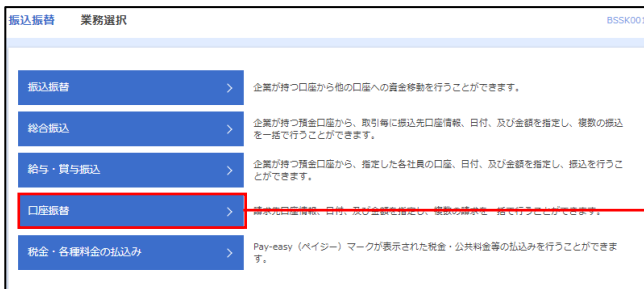 振込振替 業務選択 BSSK001
振込振替 企業が持つ口座から他の口座への資金移動を行うことができます。
総合振込 企業が持つ預金口座から、取引毎に振込先口座情報、日付、及び金額を指定し、複数の振込
を一括で行うことができます。
給与・賞与振込 企業が持つ預金口座から、指定した各社員の口座、日付、及び金額を指定し、振込を行うこ
とができます。
口座振替 請求先口座情報、日付、及び金額を指定し、複数の請求を一括で行うことができます。
税金・各種料金の払込み Pay-easy（ペイジー）マークが表示された税金・公共料金等の払込みを行うことができま
す。